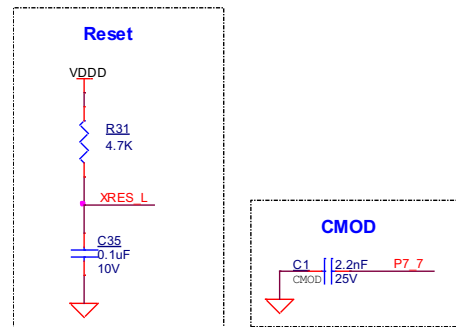 Reset
VDDD
R31
4.7K
XRES_L
C35
0.1uF
10V
CMOD
C1
2.2nF
P7_7
CMOD
25V